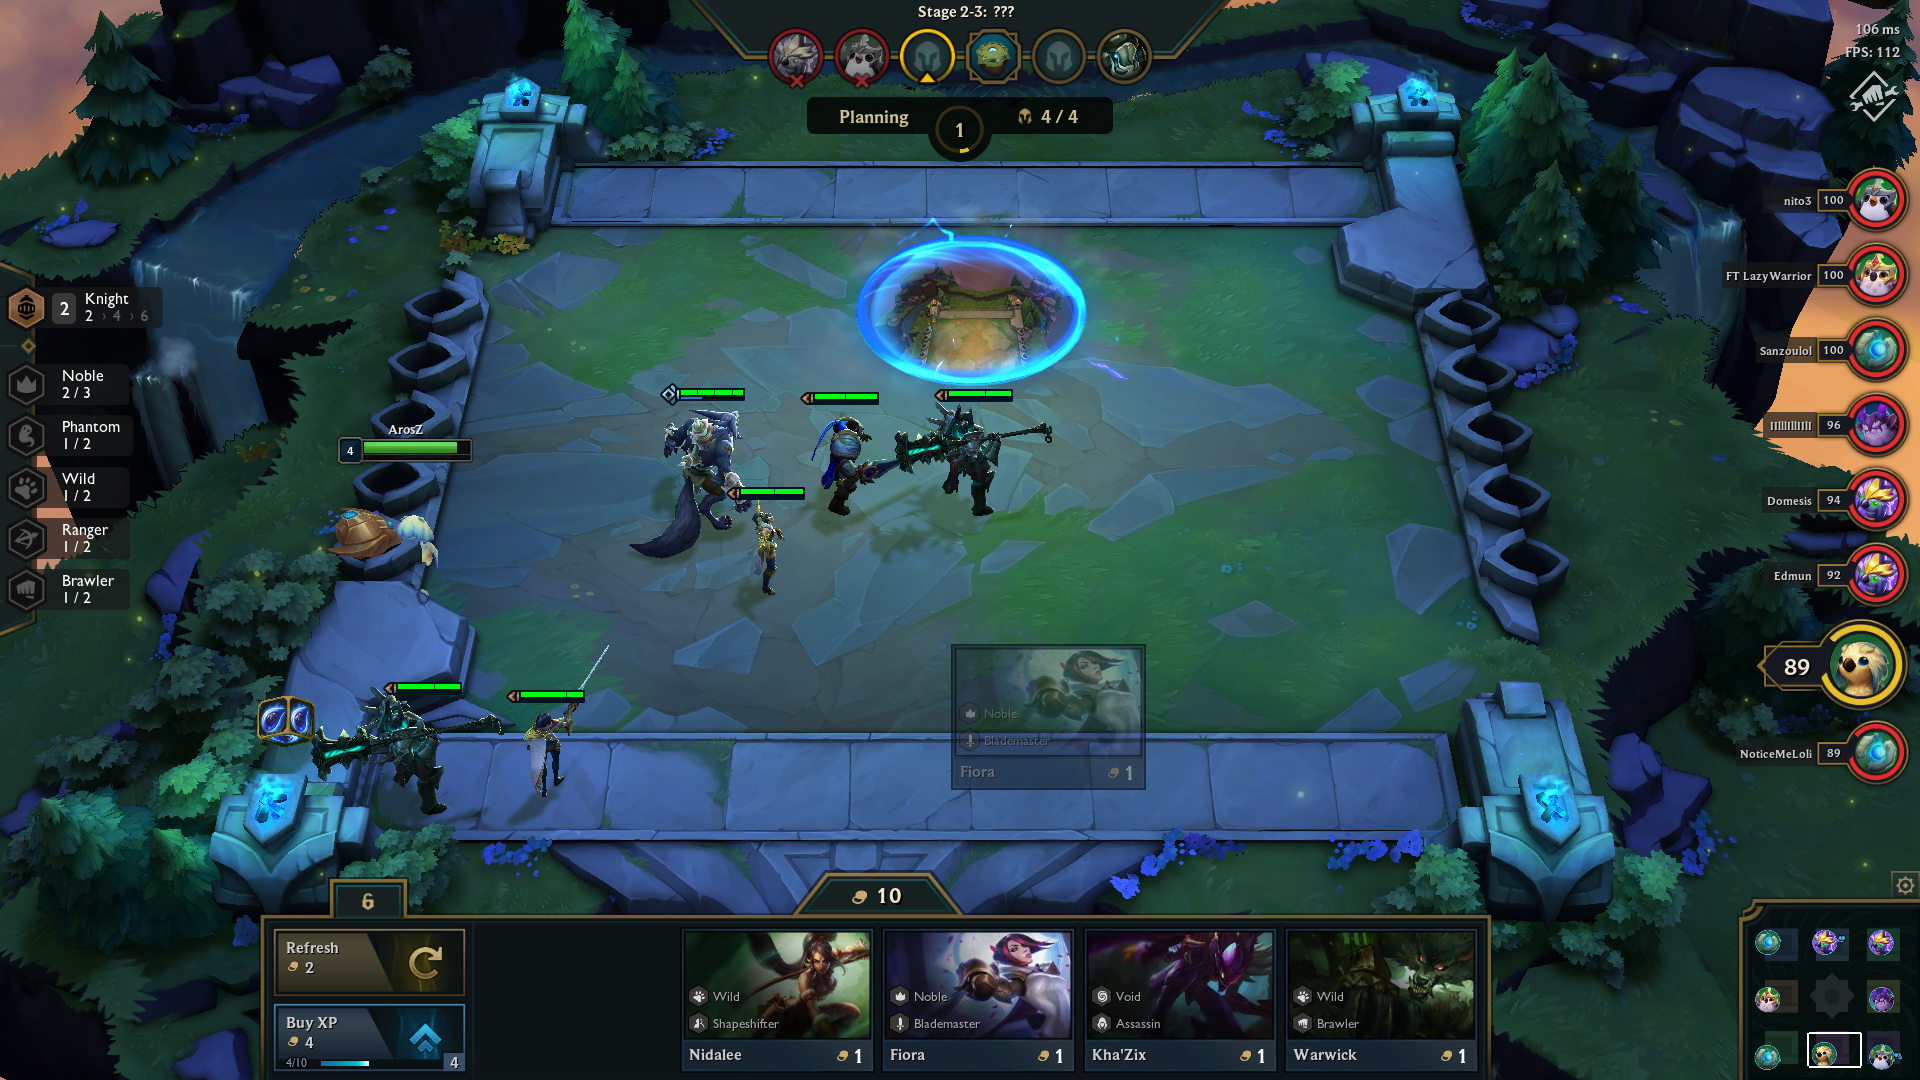 Stage 2-3: ???
106 ms
FPS: 112
Planning
1
4 / 4
nito3 100
FT LazyWarrior 100
Sanzoulol 100
96
Domesis 94
Edmun 92
89
NoticeMeLoli 89
2
Knight
2 › 4 › 6
Noble
2 / 3
Phantom
1 / 2
Wild
1 / 2
Ranger
1 / 2
Brawler
1 / 2
ArosZ
4
Noble
Blademaster
Fiora 1
6
10
Refresh
2
Buy XP
4
4/10
4
Wild
Shapeshifter
Nidalee 1
Noble
Blademaster
Fiora 1
Void
Assassin
Kha'Zix 1
Wild
Brawler
Warwick 1